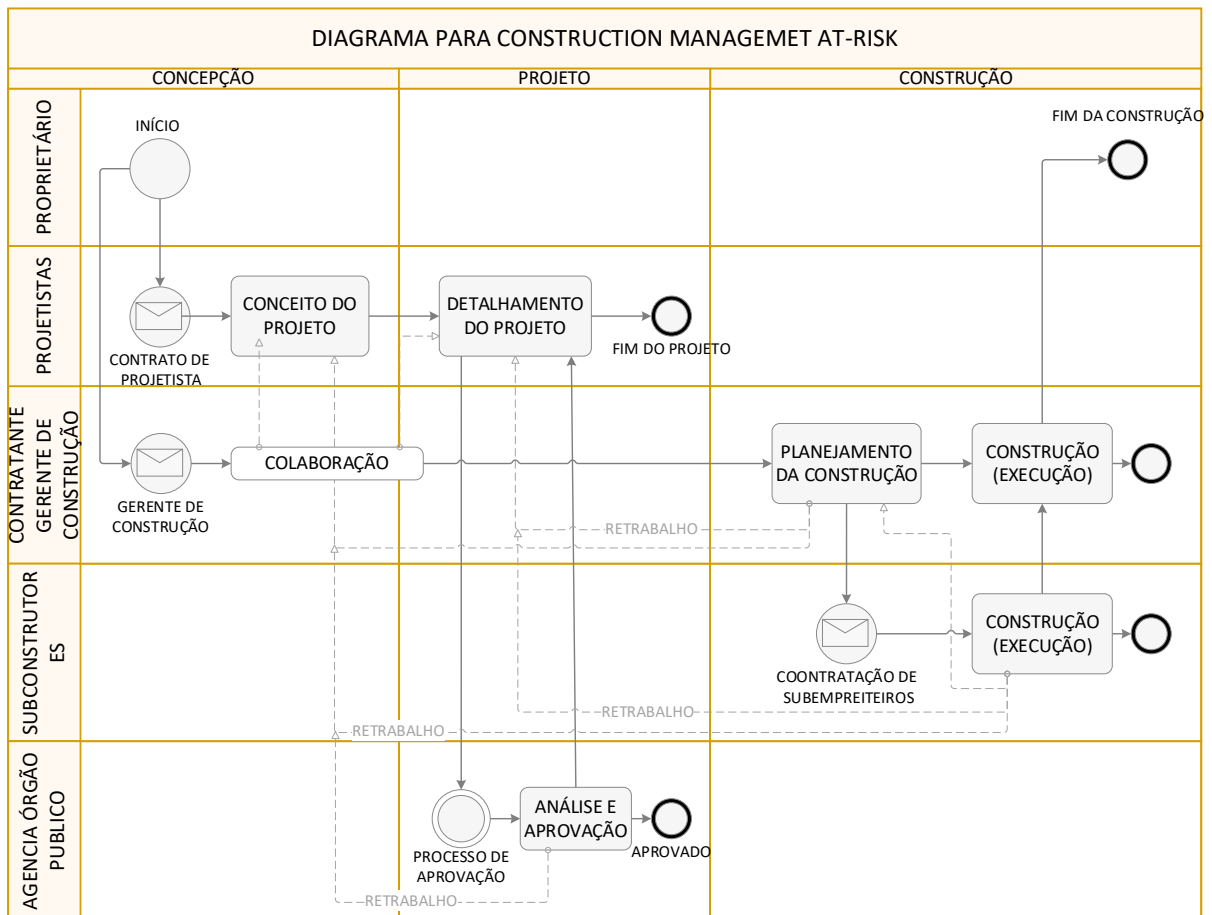 DIAGRAMA PARA CONSTRUCTION MANAGEMET AT-RISK
CONCEPÇÃO
PROJETO
CONSTRUÇÃO
PROPRIETÁRIO
INÍCIO
FIM DA CONSTRUÇÃO
PROJETISTAS
CONTRATO DE
PROJETISTA
CONCEITO DO
PROJETO
DETALHAMENTO
DO PROJETO
FIM DO PROJETO
CONTRATANTE
GERENTE DE
CONSTRUÇÃO
GERENTE DE
CONSTRUÇÃO
COLABORAÇÃO
PLANEJAMENTO
DA CONSTRUÇÃO
CONSTRUÇÃO
(EXECUÇÃO)
RETRABALHO
SUBCONSTRUTOR
ES
COONTRATAÇÃO DE
SUBEMPREITEIROS
CONSTRUÇÃO
(EXECUÇÃO)
RETRABALHO
RETRABALHO
AGENCIA ÓRGÃO
PUBLICO
PROCESSO DE
APROVAÇÃO
ANÁLISE E
APROVAÇÃO
APROVADO
RETRABALHO